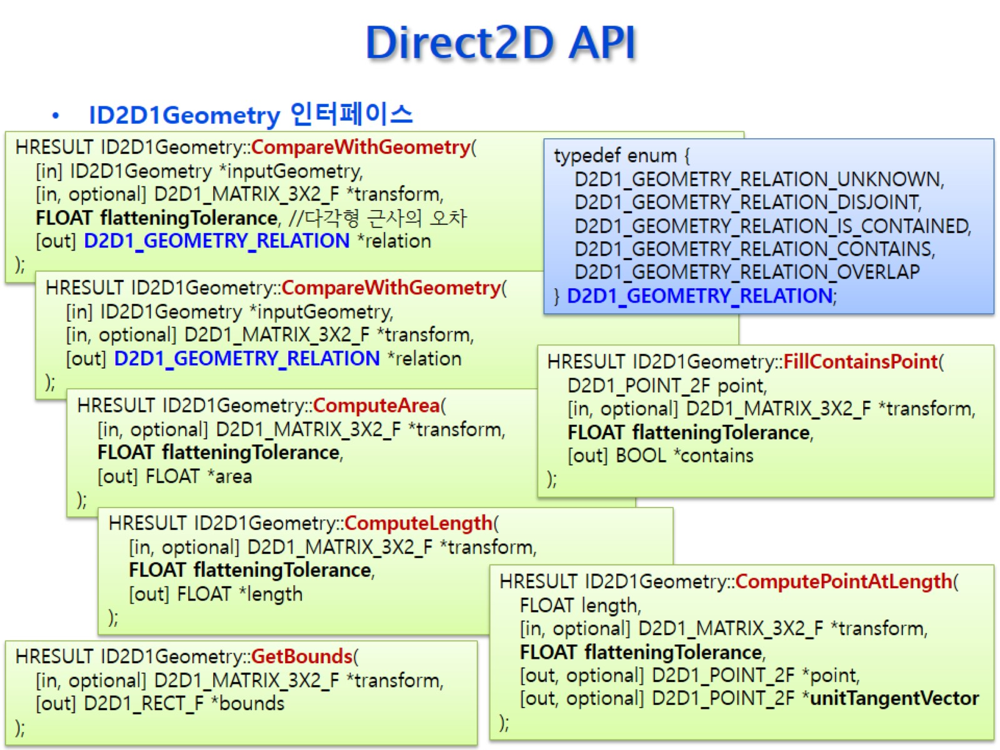 Direct2D API
• ID2D1Geometry 인터페이스
HRESULT ID2D1Geometry::CompareWithGeometry(
[in] ID2D1Geometry *inputGeometry,
[in, optional] D2D1_MATRIX_3X2_F *transform,
FLOAT flatteningTolerance, //다각형 근사의 오차
[out] D2D1_GEOMETRY_RELATION *relation
);
typedef enum {
D2D1_GEOMETRY_RELATION_UNKNOWN,
D2D1_GEOMETRY_RELATION_DISJOINT,
D2D1_GEOMETRY_RELATION_IS_CONTAINED,
D2D1_GEOMETRY_RELATION_CONTAINS,
D2D1_GEOMETRY_RELATION_OVERLAP
} D2D1_GEOMETRY_RELATION;
HRESULT ID2D1Geometry::CompareWithGeometry(
[in] ID2D1Geometry *inputGeometry,
[in, optional] D2D1_MATRIX_3X2_F *transform,
[out] D2D1_GEOMETRY_RELATION *relation
);
HRESULT ID2D1Geometry::FillContainsPoint(
D2D1_POINT_2F point,
[in, optional] D2D1_MATRIX_3X2_F *transform,
FLOAT flatteningTolerance,
[out] BOOL *contains
);
HRESULT ID2D1Geometry::ComputeArea(
[in, optional] D2D1_MATRIX_3X2_F *transform,
FLOAT flatteningTolerance,
[out] FLOAT *area
);
HRESULT ID2D1Geometry::ComputeLength(
[in, optional] D2D1_MATRIX_3X2_F *transform,
FLOAT flatteningTolerance,
[out] FLOAT *length
);
HRESULT ID2D1Geometry::ComputePointAtLength(
FLOAT length,
[in, optional] D2D1_MATRIX_3X2_F *transform,
FLOAT flatteningTolerance,
[out, optional] D2D1_POINT_2F *point,
[out, optional] D2D1_POINT_2F *unitTangentVector
);
HRESULT ID2D1Geometry::GetBounds(
[in, optional] D2D1_MATRIX_3X2_F *transform,
[out] D2D1_RECT_F *bounds
);